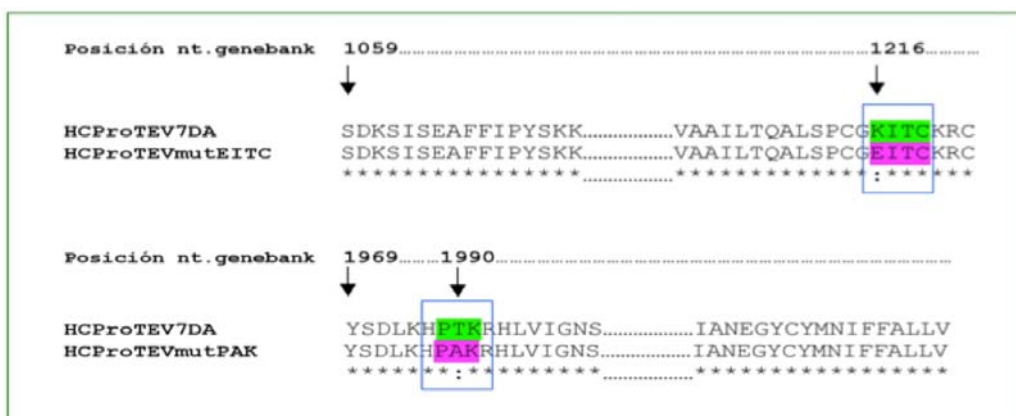 Posición nt.genebank 1059..................................................1216............
HCProTEV7DA SDKSISEAFFIPYSKK.................VAAILTQALSPCGKITCKRC
HCProTEVmutEITC SDKSISEAFFIPYSKK.................VAAILTQALSPCGEITCKRC
****************.................*************:******
Posición nt.genebank 1969........1990..................................................
HCProTEV7DA YSDLKHPTKRHLVIGNS................IANEGYCYMNIFFALLV
HCProTEVmutPAK YSDLKHPAKRHLVIGNS................IANEGYCYMNIFFALLV
*******:*********................*****************